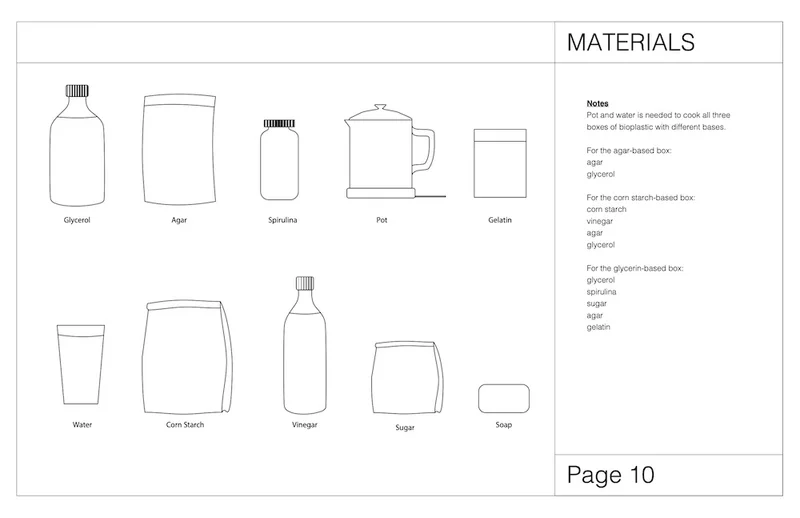 MATERIALS
Notes
Pot and water is needed to cook all three
boxes of bioplastic with different bases.
For the agar-based box:
agar
glycerol
For the corn starch-based box:
corn starch
vinegar
agar
glycerol
For the glycerin-based box:
glycerol
spirulina
sugar
agar
gelatin
Glycerol
Agar
Spirulina
Pot
Gelatin
Water
Corn Starch
Vinegar
Sugar
Soap
Page 10